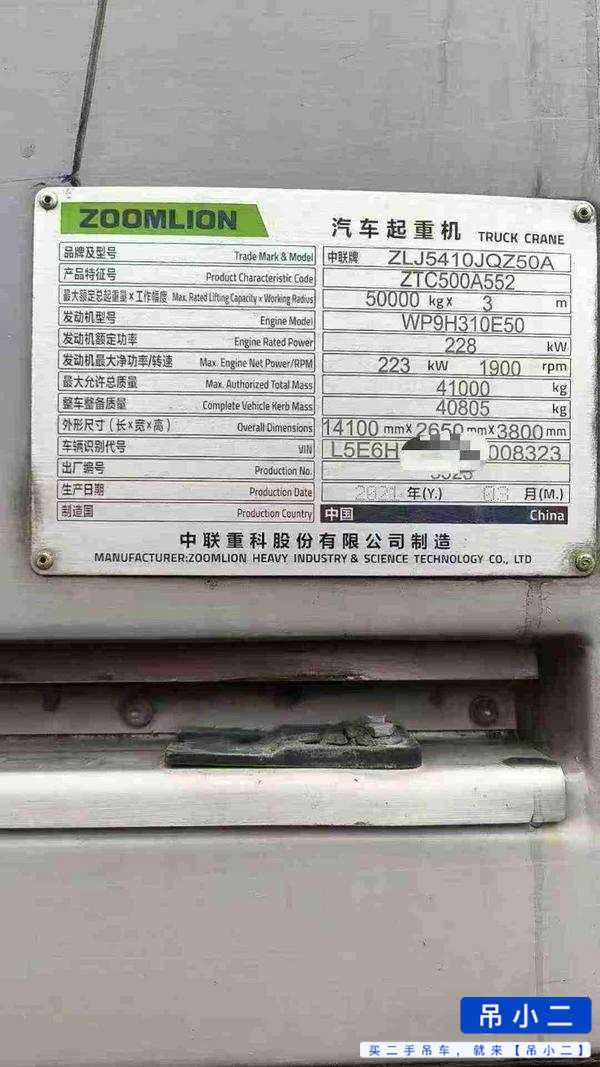 ZOOMLION
汽车起重机 TRUCK CRANE
品牌及型号 Trade Mark & Model 中联牌 ZLJ5410JQZ50A
产品特征号 Product Characteristic Code ZTC500A552
最大额定总起重量×工作幅度 Max. Rated Lifting Capacity × Working Radius 50000 kg× 3 m
发动机型号 Engine Model WP9H310E50
发动机额定功率 Engine Rated Power 228 kW
发动机最大净功率/转速 Max. Engine Net Power/RPM 223 kW 1900 rpm
最大允许总质量 Max. Authorized Total Mass 41000 kg
整车整备质量 Complete Vehicle Kerb Mass 40805 kg
外形尺寸(长×宽×高) Overall Dimensions 14100 mm× 2650 mm× 3800 mm
车辆识别代号 VIN L5E6H 008323
出厂编号 Production No.
生产日期 Production Date 2021 年(Y.) 03 月(M.)
制造国 Production Country 中国 China
中联重科股份有限公司制造
MANUFACTURER:ZOOMLION HEAVY INDUSTRY & SCIENCE TECHNOLOGY CO., LTD
吊小二
买二手吊车，就来【吊小二】